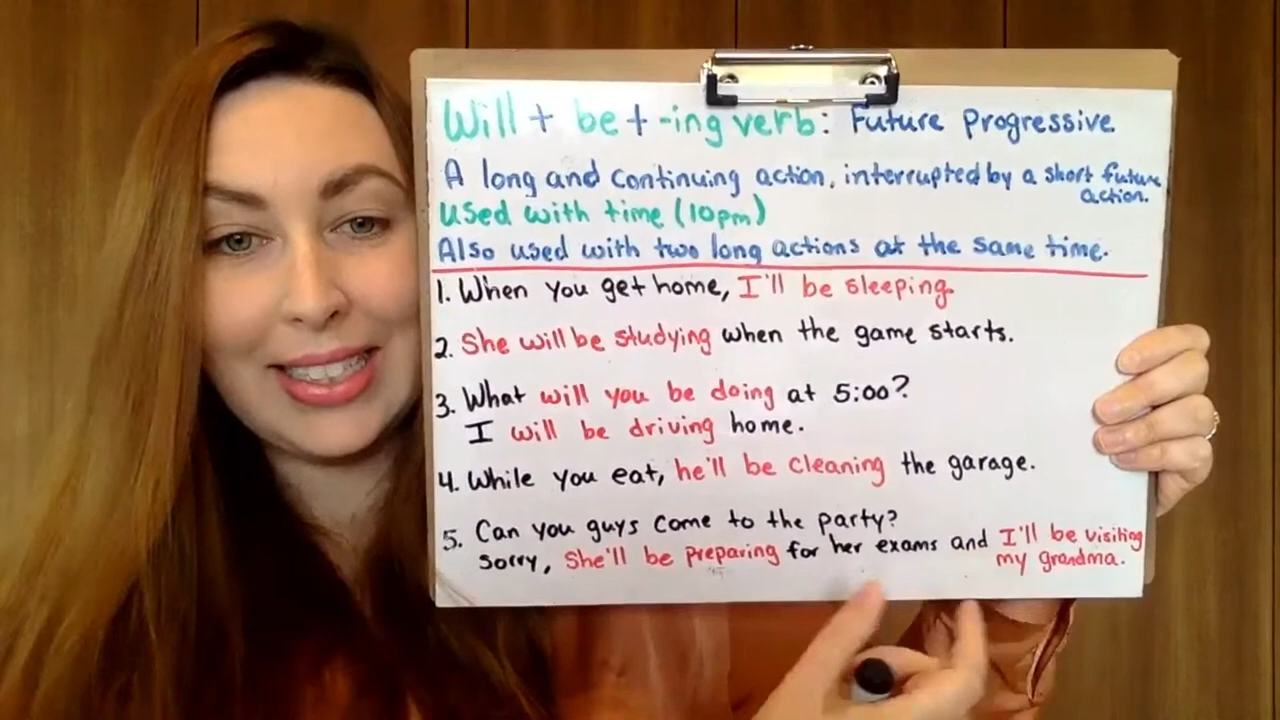 Will + be + -ing verb: Future Progressive
A long and continuing action, interrupted by a short future
action.
Used with time (10pm)
Also used with two long actions at the same time.
1. When you get home, I'll be sleeping.
2. She will be studying when the game starts.
3. What will you be doing at 5:00?
I will be driving home.
4. While you eat, he'll be cleaning the garage.
5. Can you guys come to the party?
Sorry, She'll be preparing for her exams and I'll be visiting
my grandma.